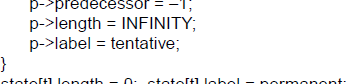 p->predecessor = –1;
p->length = INFINITY;
p->label = tentative;
}
state[t].length = 0; state[t].label = permanent;